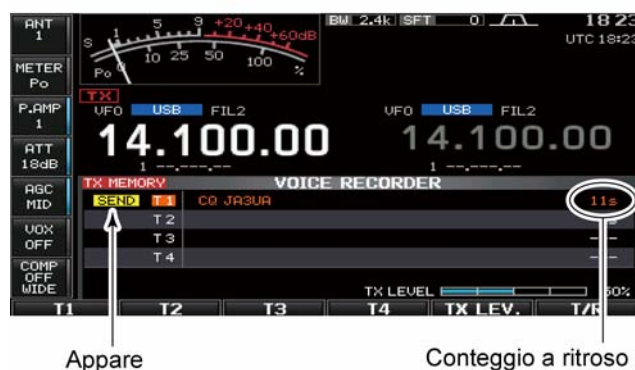 ANT 1
METER Po
P.AMP 1
ATT 18dB
AGC MID
VOX OFF
COMP OFF WIDE
S 1 5 9 +20 +40 +60dB
Po 0 10 25 50 100 %
BW 2.4k SFT 0
18 23
UTC 18:23
TX
VFO USB FIL2
14.100.00
1 --.---.--
VFO USB FIL2
14.100.00
1 --.---.--
TX MEMORY VOICE RECORDER
SEND T1 CQ JA3UA 11s
T2
T3 ---
T4 ---
TX LEVEL 50%
T1 T2 T3 T4 TX LEV. T/R
Appare
Conteggio a ritroso